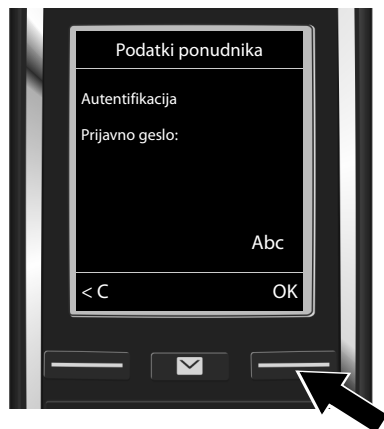 Podatki ponudnika
Autentifikacija
Prijavno geslo:
Abc
< C OK